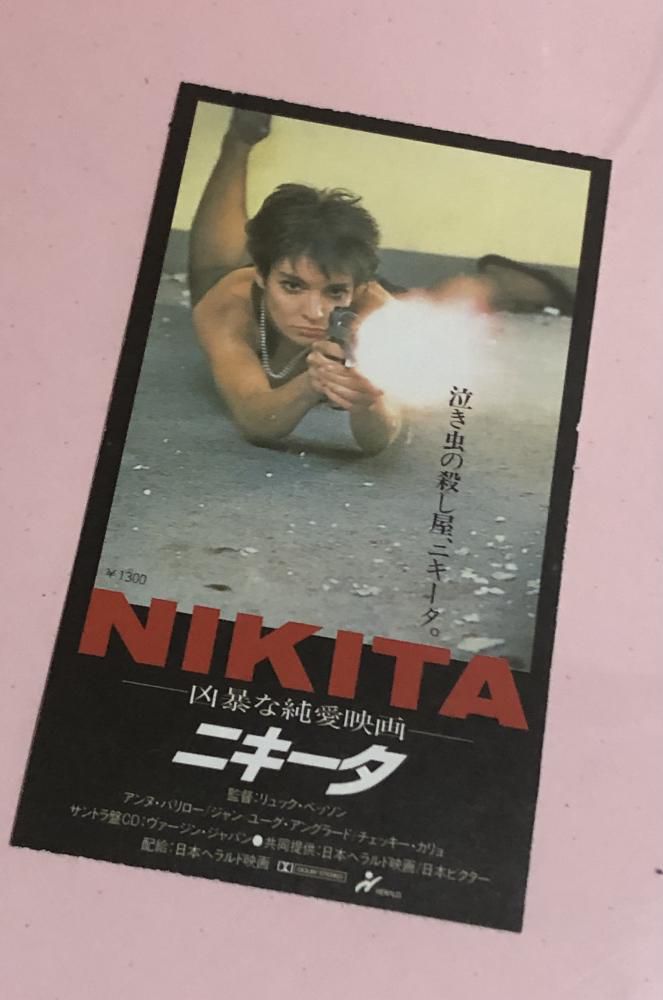 泣き虫の殺し屋、ニキータ。
¥1300
NIKITA
凶暴な純愛映画
ニキータ
監督:リュック・ベッソン
アンヌ・パリロー/ジャン=ユーグ・アングラード/チェッキー・カリョ
サントラ盤CD:ヴァージン・ジャパン●共同提供:日本ヘラルド映画/日本ビクター
配給:日本ヘラルド映画 DOLBY STEREO HERALD